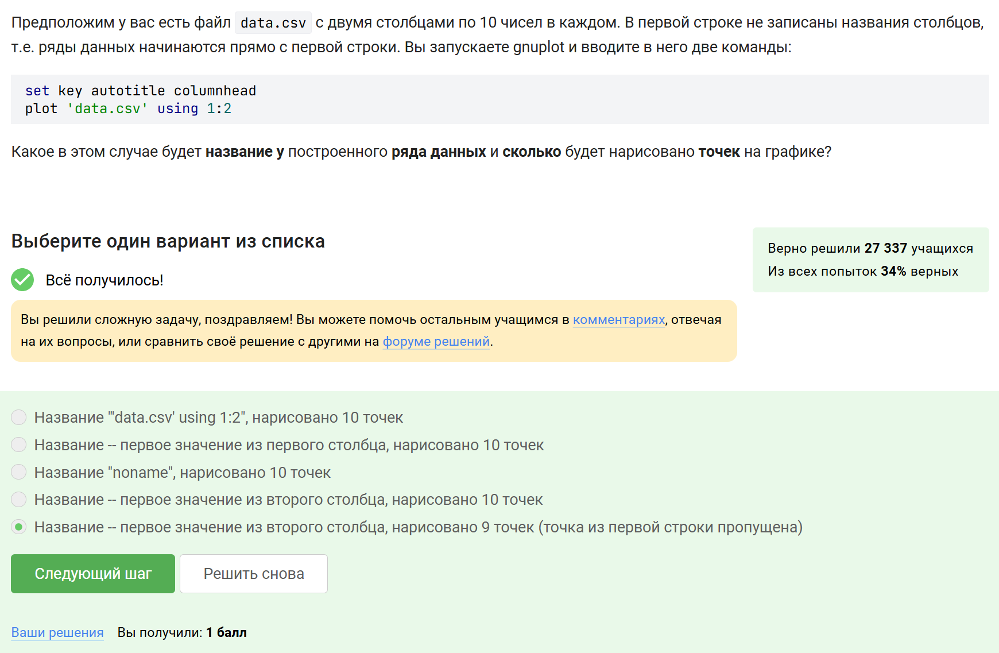 Предположим у вас есть файл data.csv с двумя столбцами по 10 чисел в каждом. В первой строке не записаны названия столбцов,
т.е. ряды данных начинаются прямо с первой строки. Вы запускаете gnuplot и вводите в него две команды:
set key autotitle columnhead
plot 'data.csv' using 1:2
Какое в этом случае будет название у построенного ряда данных и сколько будет нарисовано точек на графике?
Выберите один вариант из списка
Верно решили 27 337 учащихся
Из всех попыток 34% верных
Всё получилось!
Вы решили сложную задачу, поздравляем! Вы можете помочь остальным учащимся в комментариях, отвечая
на их вопросы, или сравнить своё решение с другими на форуме решений.
Название "'data.csv' using 1:2", нарисовано 10 точек
Название -- первое значение из первого столбца, нарисовано 10 точек
Название "noname", нарисовано 10 точек
Название -- первое значение из второго столбца, нарисовано 10 точек
Название -- первое значение из второго столбца, нарисовано 9 точек (точка из первой строки пропущена)
Следующий шаг
Решить снова
Ваши решения Вы получили: 1 балл